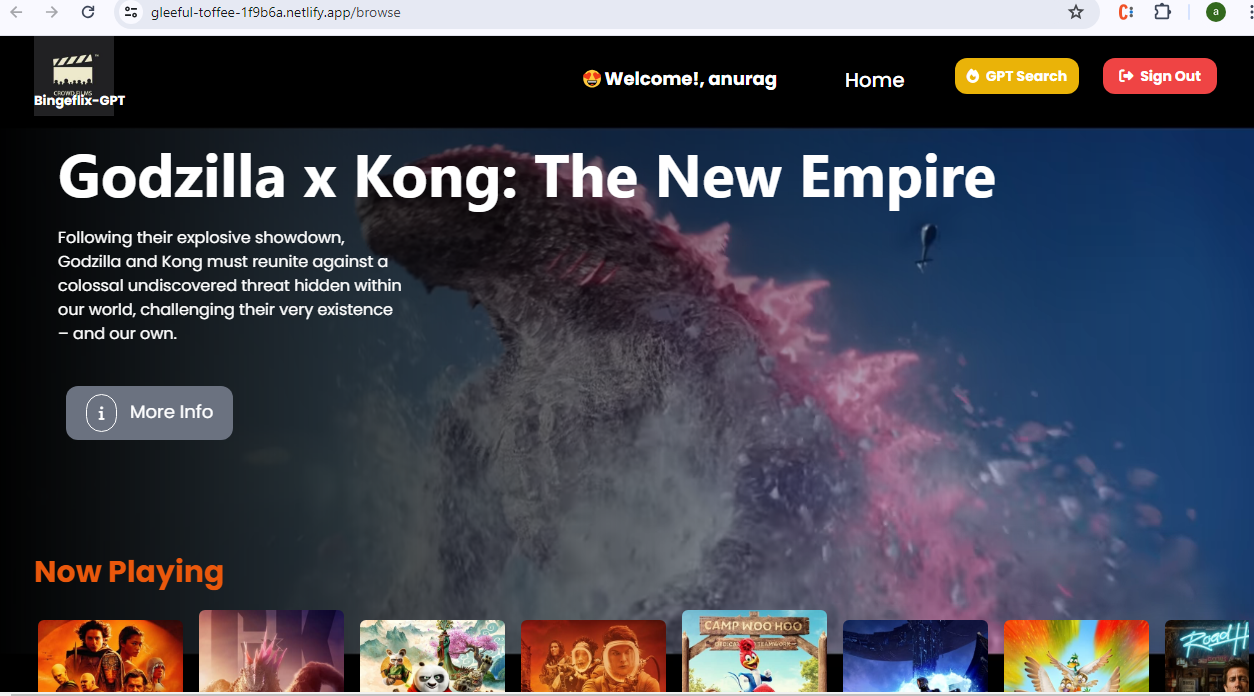 gleeful-toffee-1f9b6a.netlify.app/browse
a
CROWD FILMS
Bingeflix-GPT
🤩 Welcome!, anurag
Home
GPT Search
Sign Out
Godzilla x Kong: The New Empire
Following their explosive showdown,
Godzilla and Kong must reunite against a
colossal undiscovered threat hidden within
our world, challenging their very existence
– and our own.
i More Info
Now Playing
CAMP WOO HOO